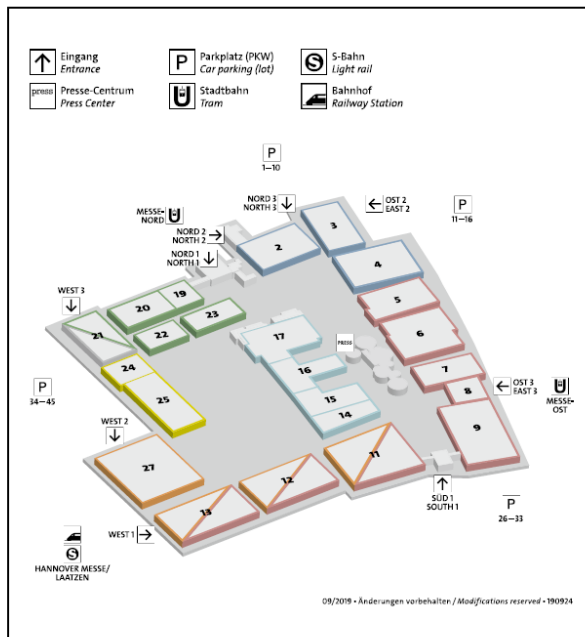 Eingang
Entrance
P
Parkplatz (PKW)
Car parking (lot)
S
S-Bahn
Light rail
press
Presse-Centrum
Press Center
U
Stadtbahn
Tram
Bahnhof
Railway Station
P
1–10
NORD 3
NORTH 3
OST 2
EAST 2
P
11–16
MESSE-
NORD
U
NORD 2
NORTH 2
NORD 1
NORTH 1
3
2
4
WEST 3
20
19
5
23
21
22
17
6
PRESS
24
16
7
P
34–45
25
15
8
OST 3
EAST 3
U
MESSE-
OST
14
WEST 2
9
11
27
12
SÜD 1
SOUTH 1
P
26–33
13
WEST 1
S
HANNOVER MESSE/
LAATZEN
09/2019 • Änderungen vorbehalten / Modifications reserved • 190924